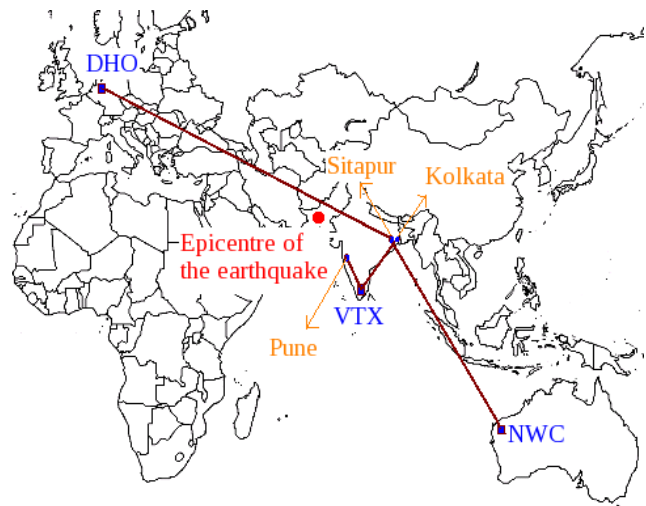 DHO
Sitapur
Kolkata
Epicentre of
the earthquake
VTX
Pune
NWC